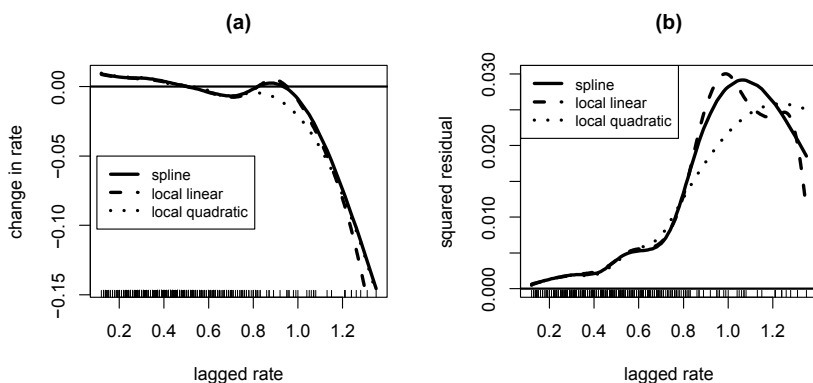 (a)
change in rate
0.00
−0.05
−0.10
−0.15
spline
local linear
local quadratic
0.2 0.4 0.6 0.8 1.0 1.2
lagged rate
(b)
squared residual
0.030
0.020
0.010
0.000
spline
local linear
local quadratic
0.2 0.4 0.6 0.8 1.0 1.2
lagged rate